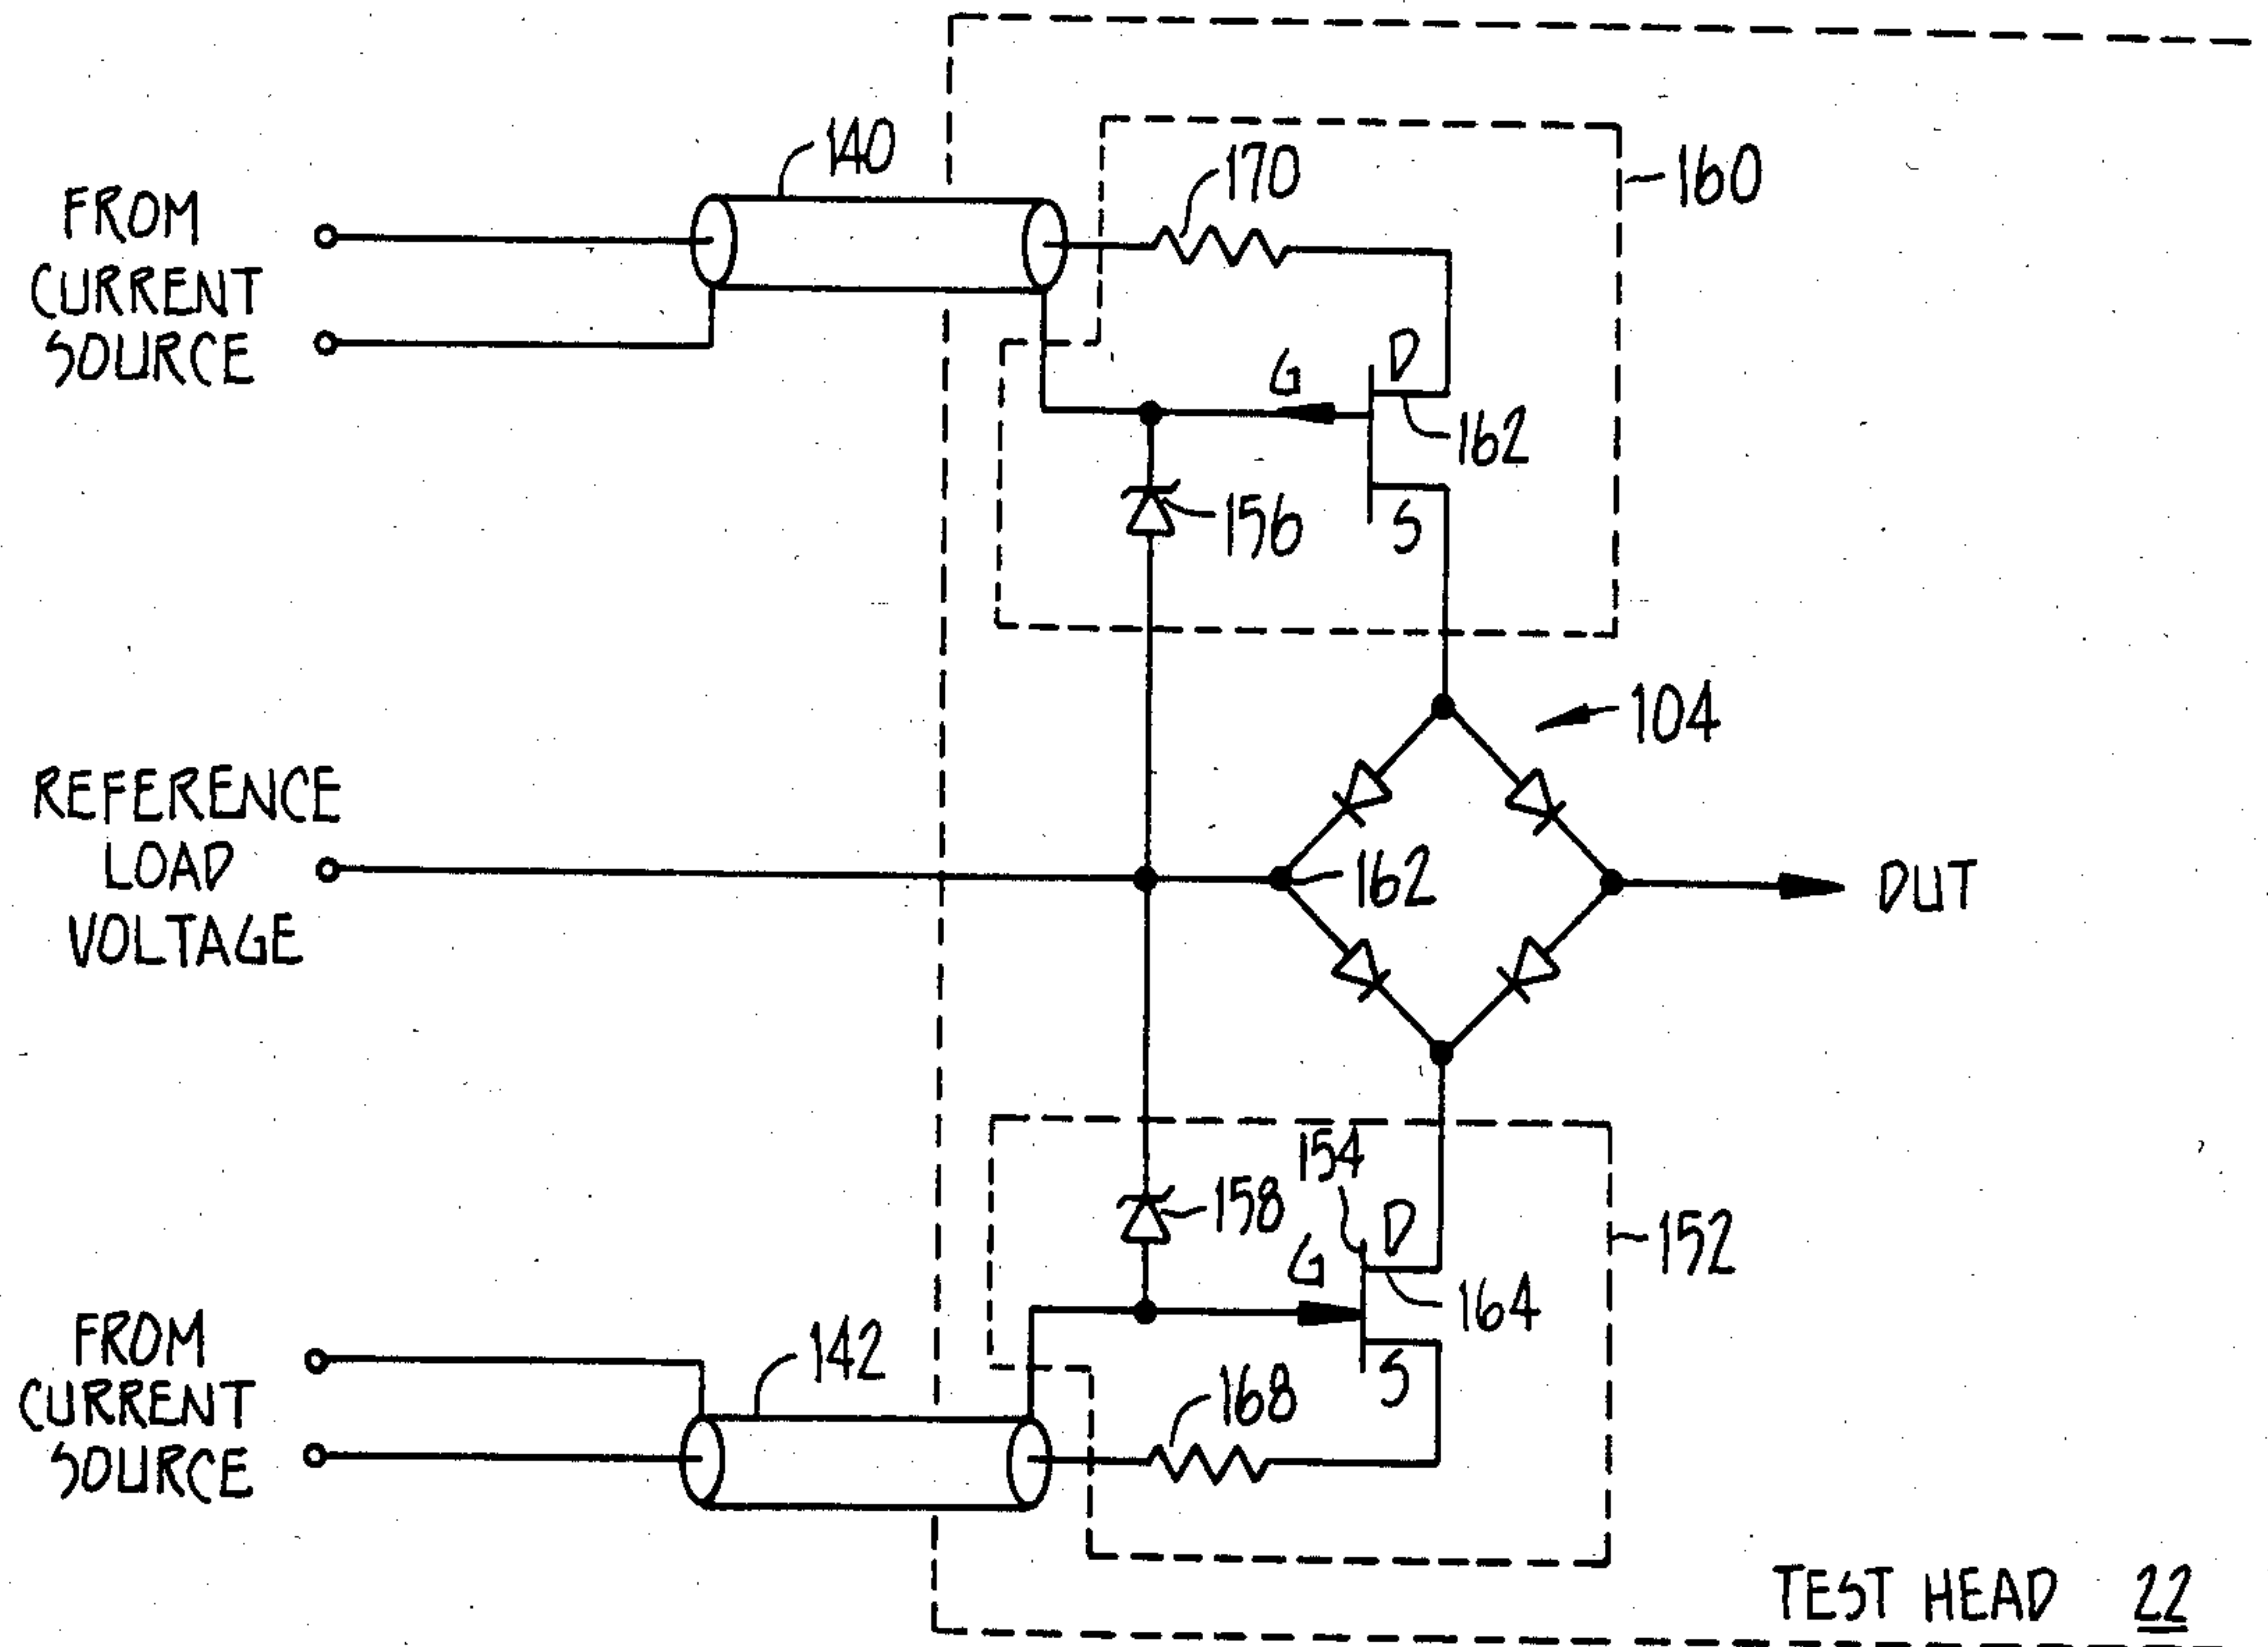 140
170
160
FROM
CURRENT
SOURCE
D
G
162
156
S
104
REFERENCE
LOAD
VOLTAGE
162
DUT
154
158
D
G
152
164
FROM
CURRENT
SOURCE
142
S
168
TEST HEAD 22